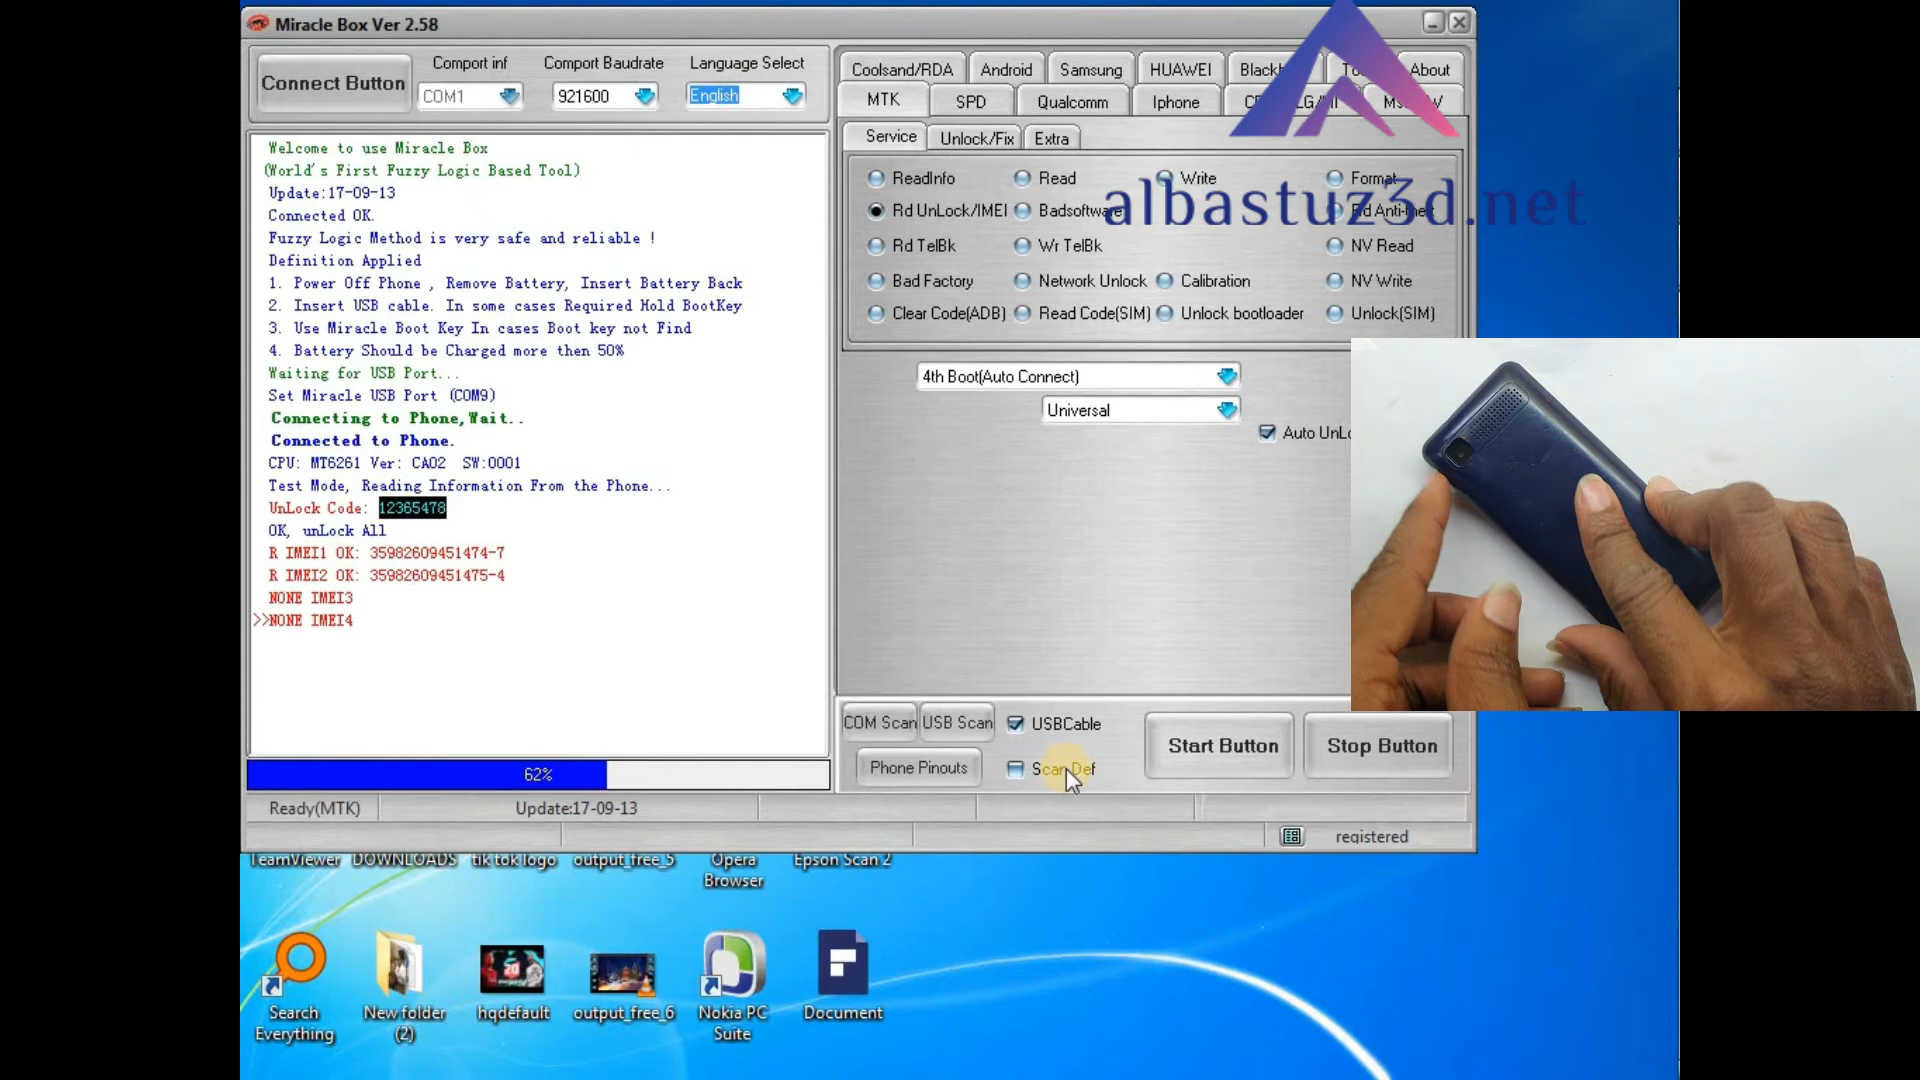 Miracle Box Ver 2.58
Connect Button
Comport inf
Comport Baudrate
Language Select
COM1
921600
English
Coolsand/RDA
Android
Samsung
HUAWEI
About
MTK
SPD
Qualcomm
Iphone
Service
Unlock/Fix
Extra
ReadInfo
Read
Write
Format
Rd UnLock/IMEI
Badsoftware
albastuz3d.net
Rd TelBk
Wr TelBk
NV Read
Bad Factory
Network Unlock
Calibration
NV Write
Clear Code(ADB)
Read Code(SIM)
Unlock bootloader
Unlock(SIM)
4th Boot(Auto Connect)
Universal
Auto
Welcome to use Miracle Box
(World's First Fuzzy Logic Based Tool)
Update:17-09-13
Connected OK.
Fuzzy Logic Method is very safe and reliable !
Definition Applied
1. Power Off Phone , Remove Battery, Insert Battery Back
2. Insert USB cable. In some cases Required Hold BootKey
3. Use Miracle Boot Key In cases Boot key not Find
4. Battery Should be Charged more then 50%
Waiting for USB Port...
Set Miracle USB Port (COM9)
Connecting to Phone,Wait..
Connected to Phone.
CPU: MT6261 Ver: CA02 SW:0001
Test Mode, Reading Information From the Phone...
UnLock Code: 12365478
OK, unLock All
R IMEI1 OK: 35982609451474-7
R IMEI2 OK: 35982609451475-4
NONE IMEI3
>>NONE IMEI4
COM Scan
USB Scan
USBCable
Start Button
Stop Button
Phone Pinouts
Scan Def
62%
Ready(MTK)
Update:17-09-13
registered
TeamViewer
DOWNLOADS
tik tok logo
output_free_5
Opera
Browser
Epson Scan 2
Search
Everything
New folder
(2)
hqdefault
output_free_6
Nokia PC
Suite
Document